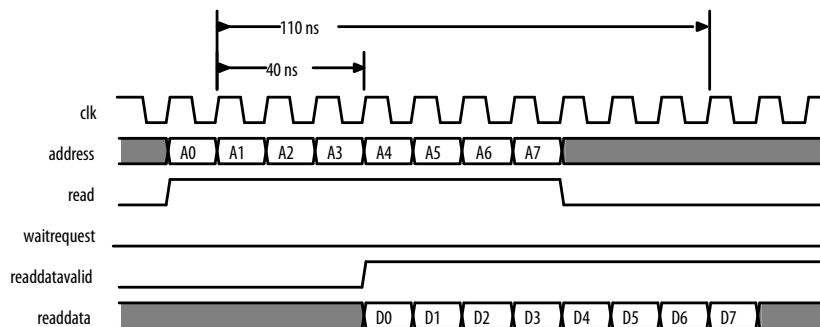 110 ns
40 ns
clk
address A0 A1 A2 A3 A4 A5 A6 A7
read
waitrequest
readdatavalid
readdata D0 D1 D2 D3 D4 D5 D6 D7